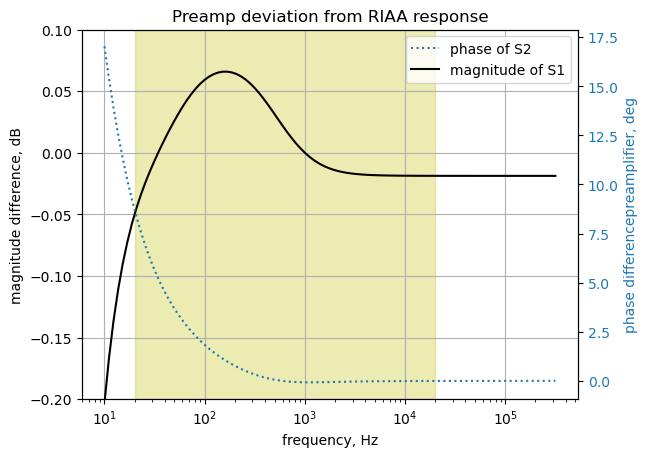 Preamp deviation from RIAA response
phase of S2
magnitude of S1
magnitude difference, dB
0.10
0.05
0.00
−0.05
−0.10
−0.15
−0.20
17.5
15.0
12.5
10.0
7.5
5.0
2.5
0.0
phase differencepreamplifier, deg
10¹ 10² 10³ 10⁴ 10⁵
frequency, Hz